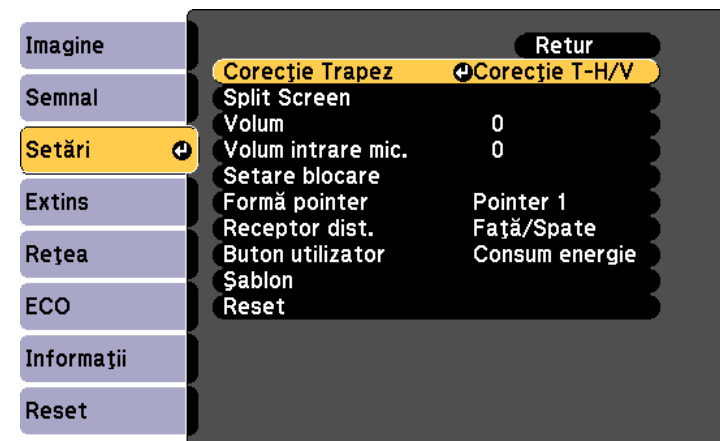 Imagine
Semnal
Setări
Extins
Reţea
ECO
Informaţii
Reset
Retur
Corecţie Trapez Corecţie T-H/V
Split Screen
Volum 0
Volum intrare mic. 0
Setare blocare
Formă pointer Pointer 1
Receptor dist. Faţă/Spate
Buton utilizator Consum energie
Şablon
Reset